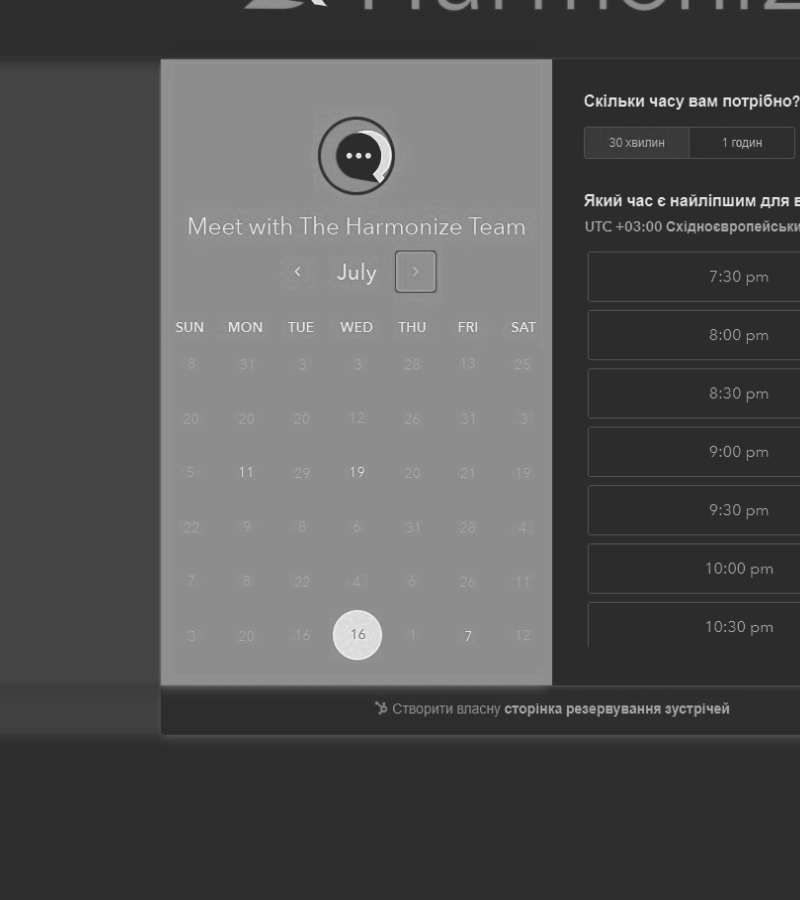 Meet with The Harmonize Team
July
SUN MON TUE WED THU FRI SAT
8 31 3 3 28 13 25
20 20 20 12 26 31 3
5 11 29 19 20 21 19
22 9 8 6 31 28 4
7 8 22 4 6 26 11
3 20 16 16 1 7 12
Скільки часу вам потрібно?
30 хвилин 1 годин
Який час є найліпшим для
UTC +03:00
7:30 pm
8:00 pm
8:30 pm
9:00 pm
9:30 pm
10:00 pm
10:30 pm
Створити власну сторінка резервування зустрічей